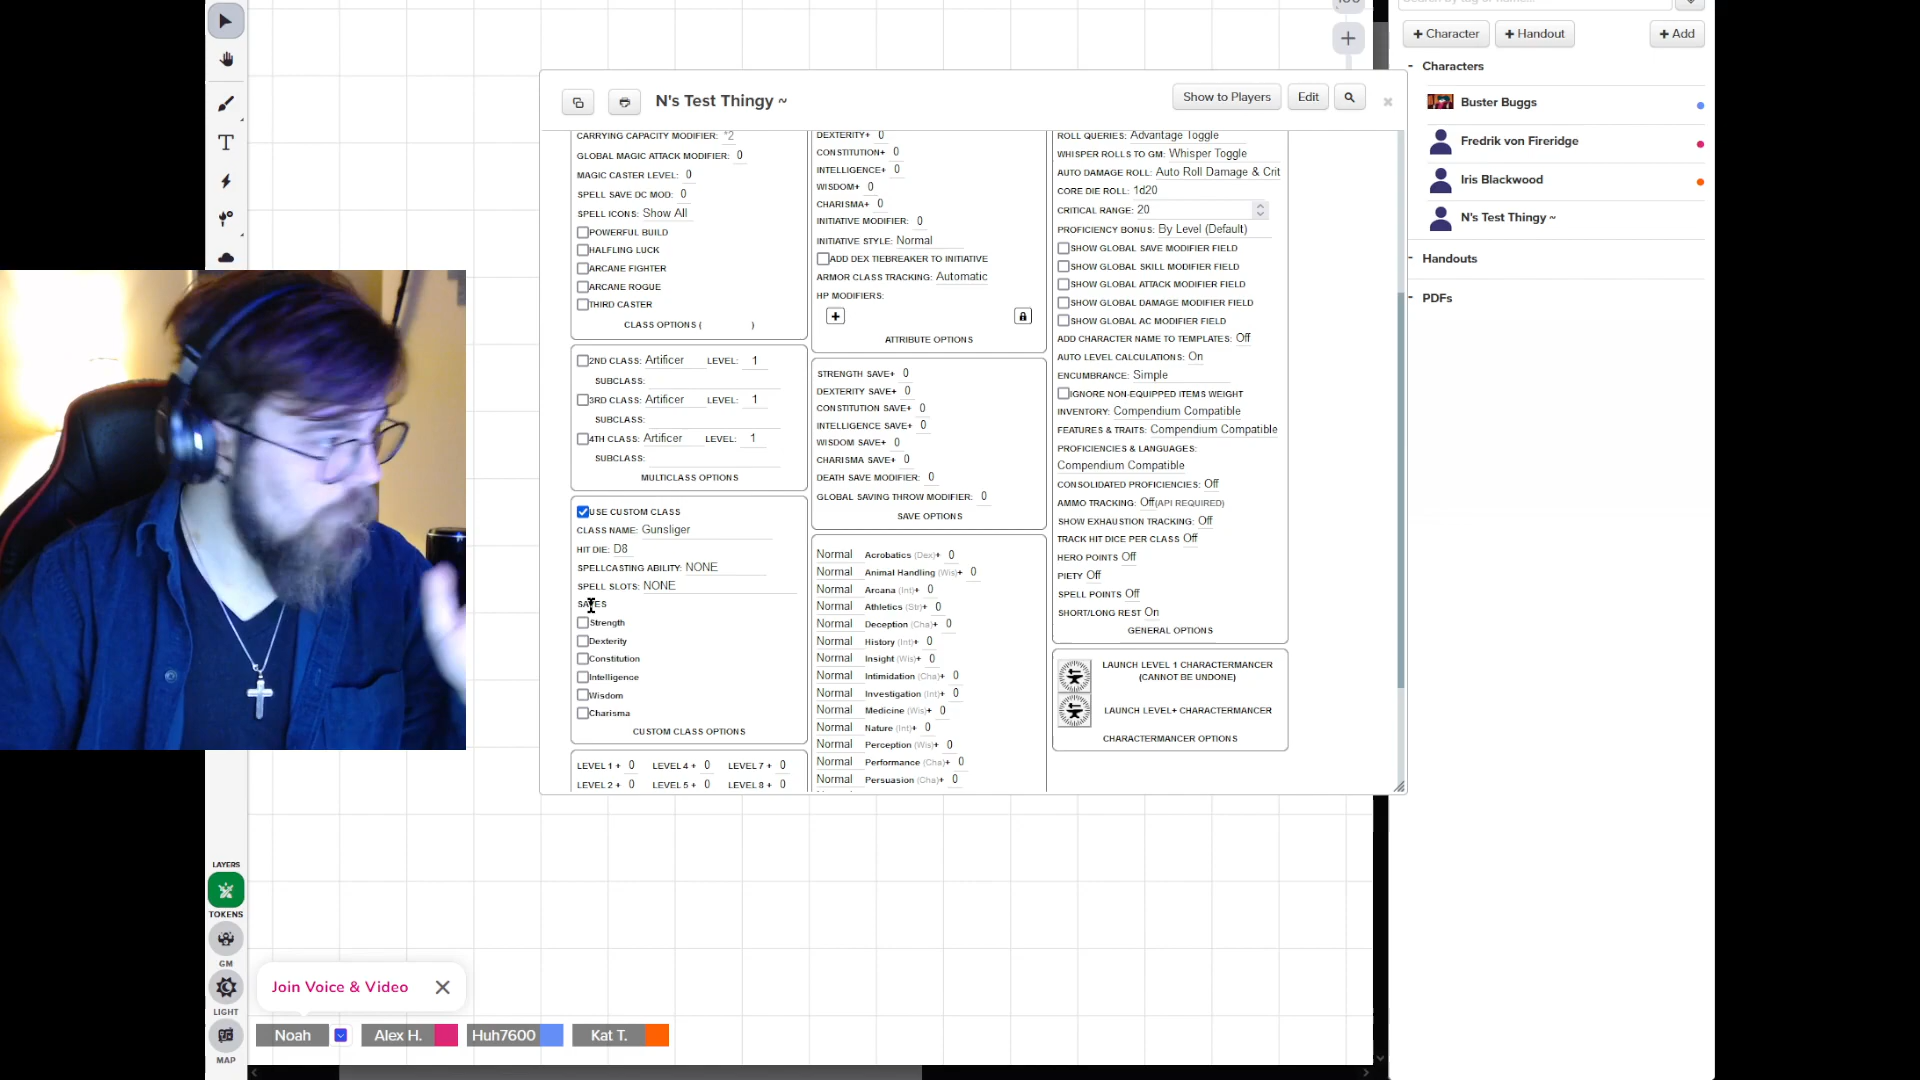 Search by tag or name...
+ Character
+ Handout
+ Add
N's Test Thingy ~
Show to Players
Edit
CARRYING CAPACITY MODIFIER: *2
GLOBAL MAGIC ATTACK MODIFIER: 0
MAGIC CASTER LEVEL: 0
SPELL SAVE DC MOD: 0
SPELL ICONS: Show All
POWERFUL BUILD
HALFLING LUCK
ARCANE FIGHTER
ARCANE ROGUE
THIRD CASTER
CLASS OPTIONS ( )
2ND CLASS: Artificer LEVEL: 1
SUBCLASS:
3RD CLASS: Artificer LEVEL: 1
SUBCLASS:
4TH CLASS: Artificer LEVEL: 1
SUBCLASS:
MULTICLASS OPTIONS
USE CUSTOM CLASS
CLASS NAME: Gunsliger
HIT DIE: D8
SPELLCASTING ABILITY: NONE
SPELL SLOTS: NONE
SAVES
Strength
Dexterity
Constitution
Intelligence
Wisdom
Charisma
CUSTOM CLASS OPTIONS
LEVEL 1 + 0 LEVEL 4 + 0 LEVEL 7 + 0
LEVEL 2 + 0 LEVEL 5 + 0 LEVEL 8 + 0
DEXTERITY+ 0
CONSTITUTION+ 0
INTELLIGENCE+ 0
WISDOM+ 0
CHARISMA+ 0
INITIATIVE MODIFIER: 0
INITIATIVE STYLE: Normal
ADD DEX TIEBREAKER TO INITIATIVE
ARMOR CLASS TRACKING: Automatic
HP MODIFIERS:
ATTRIBUTE OPTIONS
STRENGTH SAVE+ 0
DEXTERITY SAVE+ 0
CONSTITUTION SAVE+ 0
INTELLIGENCE SAVE+ 0
WISDOM SAVE+ 0
CHARISMA SAVE+ 0
DEATH SAVE MODIFIER: 0
GLOBAL SAVING THROW MODIFIER: 0
SAVE OPTIONS
Normal Acrobatics (Dex)+ 0
Normal Animal Handling (Wis)+ 0
Normal Arcana (Int)+ 0
Normal Athletics (Str)+ 0
Normal Deception (Cha)+ 0
Normal History (Int)+ 0
Normal Insight (Wis)+ 0
Normal Intimidation (Cha)+ 0
Normal Investigation (Int)+ 0
Normal Medicine (Wis)+ 0
Normal Nature (Int)+ 0
Normal Perception (Wis)+ 0
Normal Performance (Cha)+ 0
Normal Persuasion (Cha)+ 0
ROLL QUERIES: Advantage Toggle
WHISPER ROLLS TO GM: Whisper Toggle
AUTO DAMAGE ROLL: Auto Roll Damage & Crit
CORE DIE ROLL: 1d20
CRITICAL RANGE: 20
PROFICIENCY BONUS: By Level (Default)
SHOW GLOBAL SAVE MODIFIER FIELD
SHOW GLOBAL SKILL MODIFIER FIELD
SHOW GLOBAL ATTACK MODIFIER FIELD
SHOW GLOBAL DAMAGE MODIFIER FIELD
SHOW GLOBAL AC MODIFIER FIELD
ADD CHARACTER NAME TO TEMPLATES: Off
AUTO LEVEL CALCULATIONS: On
ENCUMBRANCE: Simple
IGNORE NON-EQUIPPED ITEMS WEIGHT
INVENTORY: Compendium Compatible
FEATURES & TRAITS: Compendium Compatible
PROFICIENCIES & LANGUAGES:
Compendium Compatible
CONSOLIDATED PROFICIENCIES: Off
AMMO TRACKING: Off (API REQUIRED)
SHOW EXHAUSTION TRACKING: Off
TRACK HIT DICE PER CLASS Off
HERO POINTS Off
PIETY Off
SPELL POINTS Off
SHORT/LONG REST On
GENERAL OPTIONS
LAUNCH LEVEL 1 CHARACTERMANCER
(CANNOT BE UNDONE)
LAUNCH LEVEL+ CHARACTERMANCER
CHARACTERMANCER OPTIONS
Characters
Buster Buggs
Fredrik von Fireridge
Iris Blackwood
N's Test Thingy ~
Handouts
PDFs
LAYERS
TOKENS
GM
LIGHT
MAP
Join Voice & Video
Noah
Alex H.
Huh7600
Kat T.